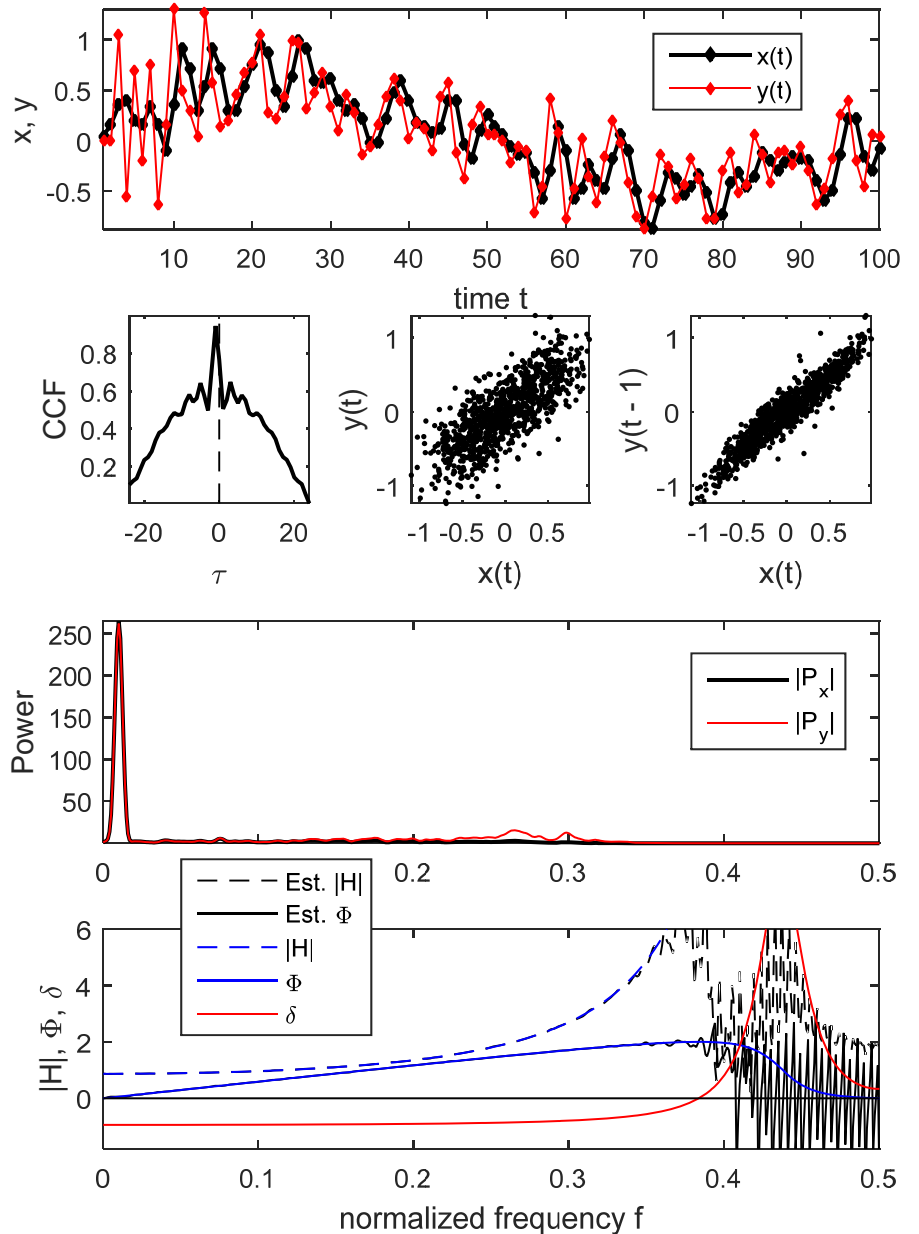 1
0.5
0
-0.5
x, y
x(t)
y(t)
10 20 30 40 50 60 70 80 90 100
time t
0.8
0.6
0.4
0.2
CCF
-20 0 20
τ
1
0
-1
y(t)
-1 -0.5 0 0.5
x(t)
1
0
-1
y(t - 1)
-1 -0.5 0 0.5
x(t)
250
200
150
100
50
Power
|P_x|
|P_y|
0 0.2 0.3 0.4 0.5
Est. |H|
Est. Φ
|H|
Φ
δ
6
4
2
0
|H|, Φ, δ
0 0.1 0.2 0.3 0.4 0.5
normalized frequency f